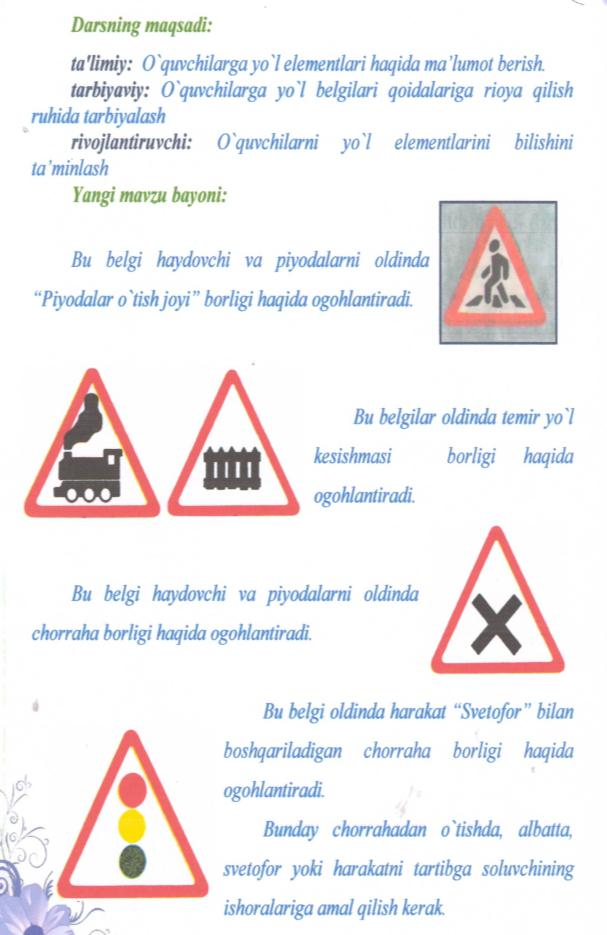 Darsning maqsadi:
ta'limiy: O`quvchilarga yo`l elementlari haqida ma’lumot berish.
tarbiyaviy: O`quvchilarga yo`l belgilari qoidalariga rioya qilish
ruhida tarbiyalash
rivojlantiruvchi: O`quvchilarni yo`l elementlarini bilishini
ta’minlash
Yangi mavzu bayoni:
Bu belgi haydovchi va piyodalarni oldinda
“Piyodalar o`tish joyi” borligi haqida ogohlantiradi.
Bu belgilar oldinda temir yo`l
kesishmasi borligi haqida
ogohlantiradi.
Bu belgi haydovchi va piyodalarni oldinda
chorraha borligi haqida ogohlantiradi.
Bu belgi oldinda harakat “Svetofor” bilan
boshqariladigan chorraha borligi haqida
ogohlantiradi.
Bunday chorrahadan o`tishda, albatta,
svetofor yoki harakatni tartibga soluvchining
ishoralariga amal qilish kerak.